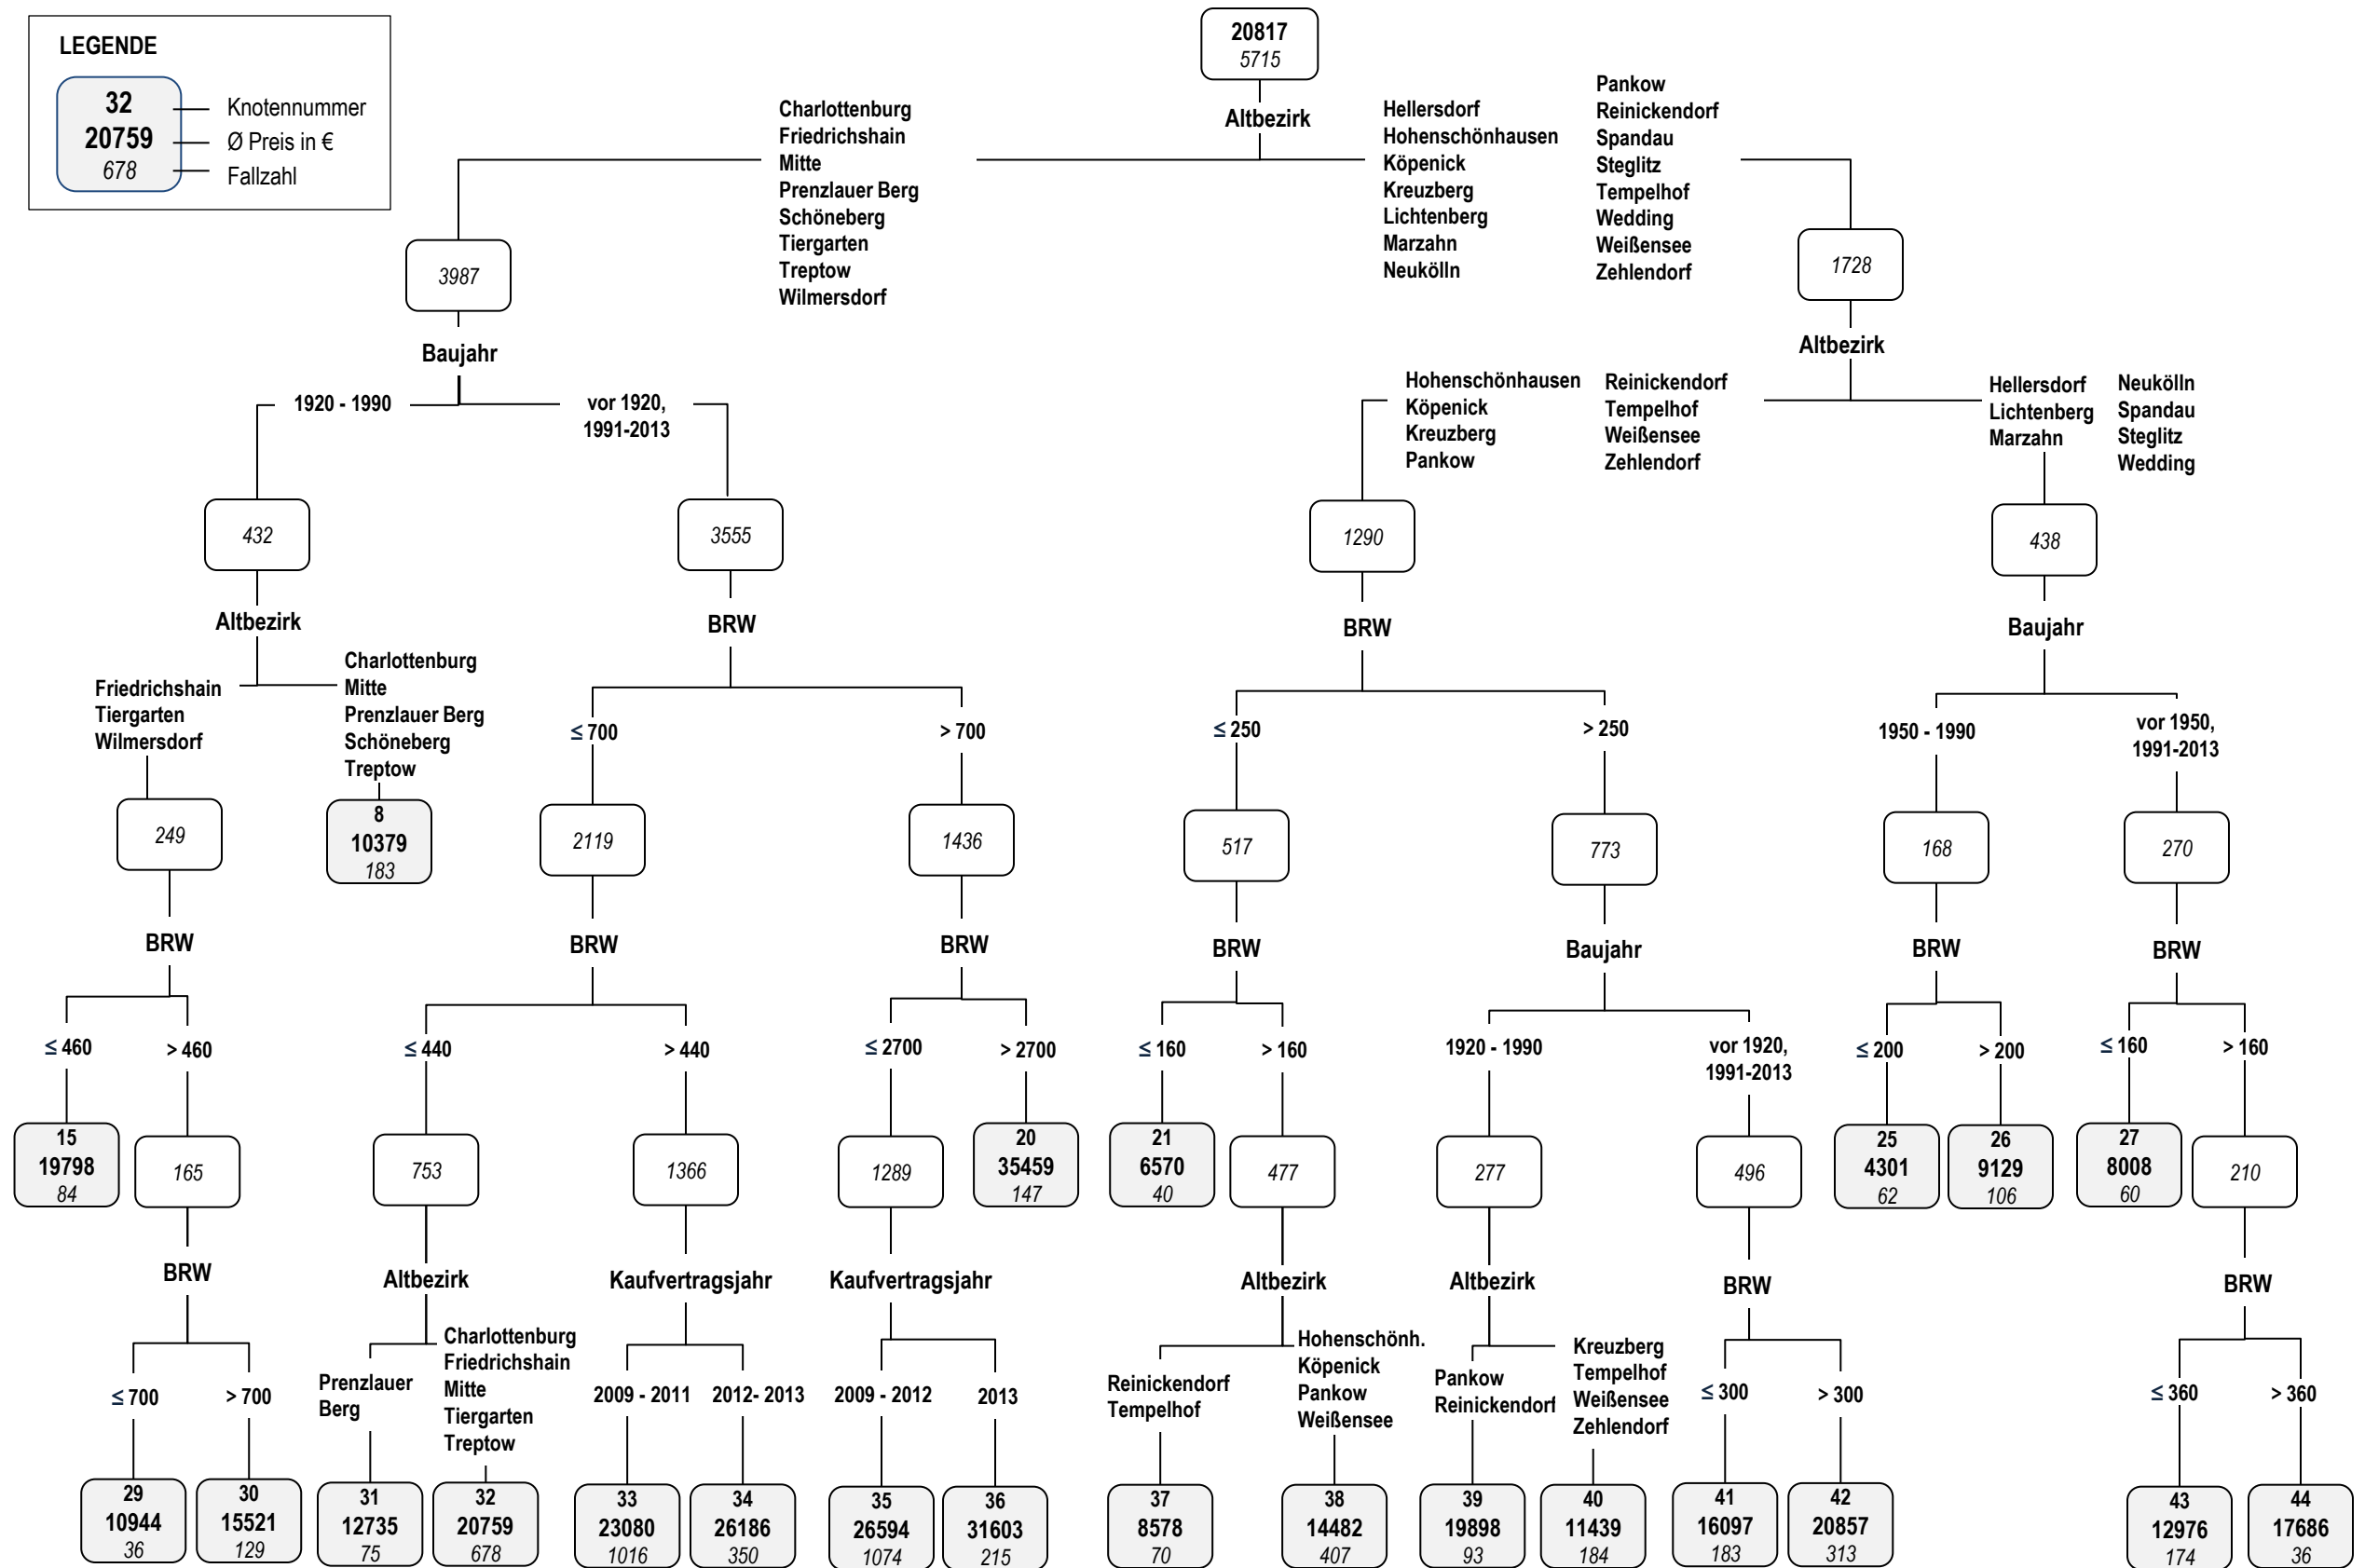 LEGENDE
32
20759
678
Knotennummer
Ø Preis in €
Fallzahl
20817
5715
Altbezirk
Charlottenburg
Friedrichshain
Mitte
Prenzlauer Berg
Schöneberg
Tiergarten
Treptow
Wilmersdorf
Hellersdorf
Hohenschönhausen
Köpenick
Kreuzberg
Lichtenberg
Marzahn
Neukölln
Pankow
Reinickendorf
Spandau
Steglitz
Tempelhof
Wedding
Weißensee
Zehlendorf
3987
1728
Baujahr
Altbezirk
1920 - 1990
vor 1920,
1991-2013
Hohenschönhausen
Köpenick
Kreuzberg
Pankow
Reinickendorf
Tempelhof
Weißensee
Zehlendorf
Hellersdorf
Lichtenberg
Marzahn
Neukölln
Spandau
Steglitz
Wedding
432
3555
1290
438
Altbezirk
BRW
BRW
Baujahr
Friedrichshain
Tiergarten
Wilmersdorf
Charlottenburg
Mitte
Prenzlauer Berg
Schöneberg
Treptow
≤ 700
> 700
≤ 250
> 250
1950 - 1990
vor 1950,
1991-2013
249
8
10379
183
2119
1436
517
773
168
270
BRW
BRW
BRW
BRW
Baujahr
BRW
BRW
≤ 460
> 460
≤ 440
> 440
≤ 2700
> 2700
≤ 160
> 160
1920 - 1990
vor 1920,
1991-2013
≤ 200
> 200
≤ 160
> 160
15
19798
84
165
753
1366
1289
20
35459
147
21
6570
40
477
277
496
25
4301
62
26
9129
106
27
8008
60
210
BRW
Altbezirk
Kaufvertragsjahr
Kaufvertragsjahr
Altbezirk
Altbezirk
BRW
BRW
≤ 700
> 700
Prenzlauer
Berg
Charlottenburg
Friedrichshain
Mitte
Tiergarten
Treptow
2009 - 2011
2012- 2013
2009 - 2012
2013
Reinickendorf
Tempelhof
Hohenschönh.
Köpenick
Pankow
Weißensee
Pankow
Reinickendorf
Kreuzberg
Tempelhof
Weißensee
Zehlendorf
≤ 300
> 300
≤ 360
> 360
29
10944
36
30
15521
129
31
12735
75
32
20759
678
33
23080
1016
34
26186
350
35
26594
1074
36
31603
215
37
8578
70
38
14482
407
39
19898
93
40
11439
184
41
16097
183
42
20857
313
43
12976
174
44
17686
36